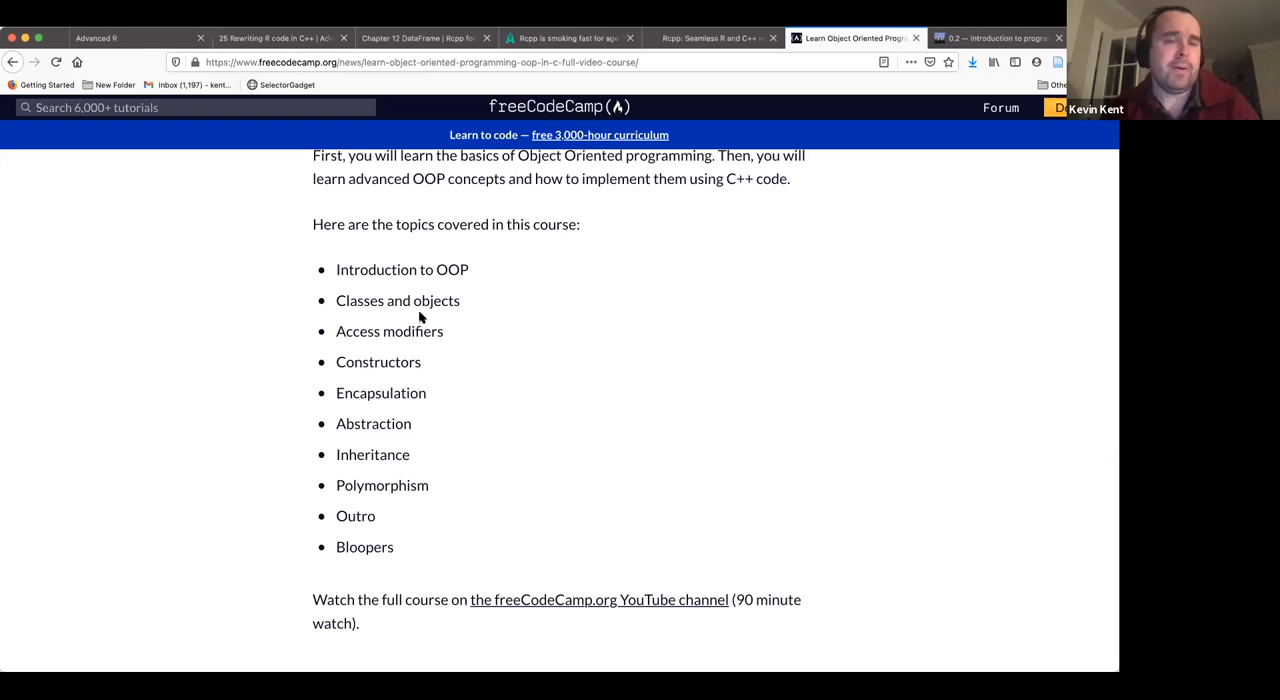 Advanced R
25 Rewriting R code in C++ | Adv
Chapter 12 DataFrame | Rcpp for
Rcpp is smoking fast for age
Rcpp: Seamless R and C++ In
Learn Object Oriented Progra
0.2 — Introduction to program
https://www.freecodecamp.org/news/learn-object-oriented-programming-oop-in-c-full-video-course/
Getting Started
New Folder
Inbox (1,197) - kent...
SelectorGadget
Othe
Search 6,000+ tutorials
freeCodeCamp(🔥)
Forum
D
Kevin Kent
Learn to code — free 3,000-hour curriculum
First, you will learn the basics of Object Oriented programming. Then, you will
learn advanced OOP concepts and how to implement them using C++ code.
Here are the topics covered in this course:
Introduction to OOP
Classes and objects
Access modifiers
Constructors
Encapsulation
Abstraction
Inheritance
Polymorphism
Outro
Bloopers
Watch the full course on the freeCodeCamp.org YouTube channel (90 minute
watch).